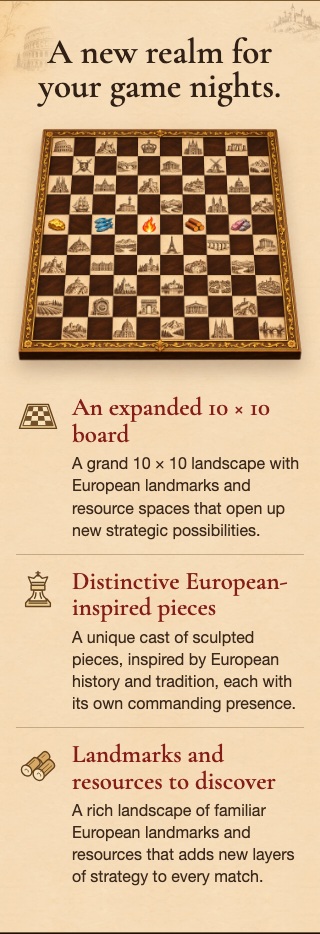 A new realm for
your game nights.
An expanded 10 × 10
board
A grand 10 × 10 landscape with
European landmarks and
resource spaces that open up
new strategic possibilities.
Distinctive European-
inspired pieces
A unique cast of sculpted
pieces, inspired by European
history and tradition, each with
its own commanding presence.
Landmarks and
resources to discover
A rich landscape of familiar
European landmarks and
resources that adds new layers
of strategy to every match.